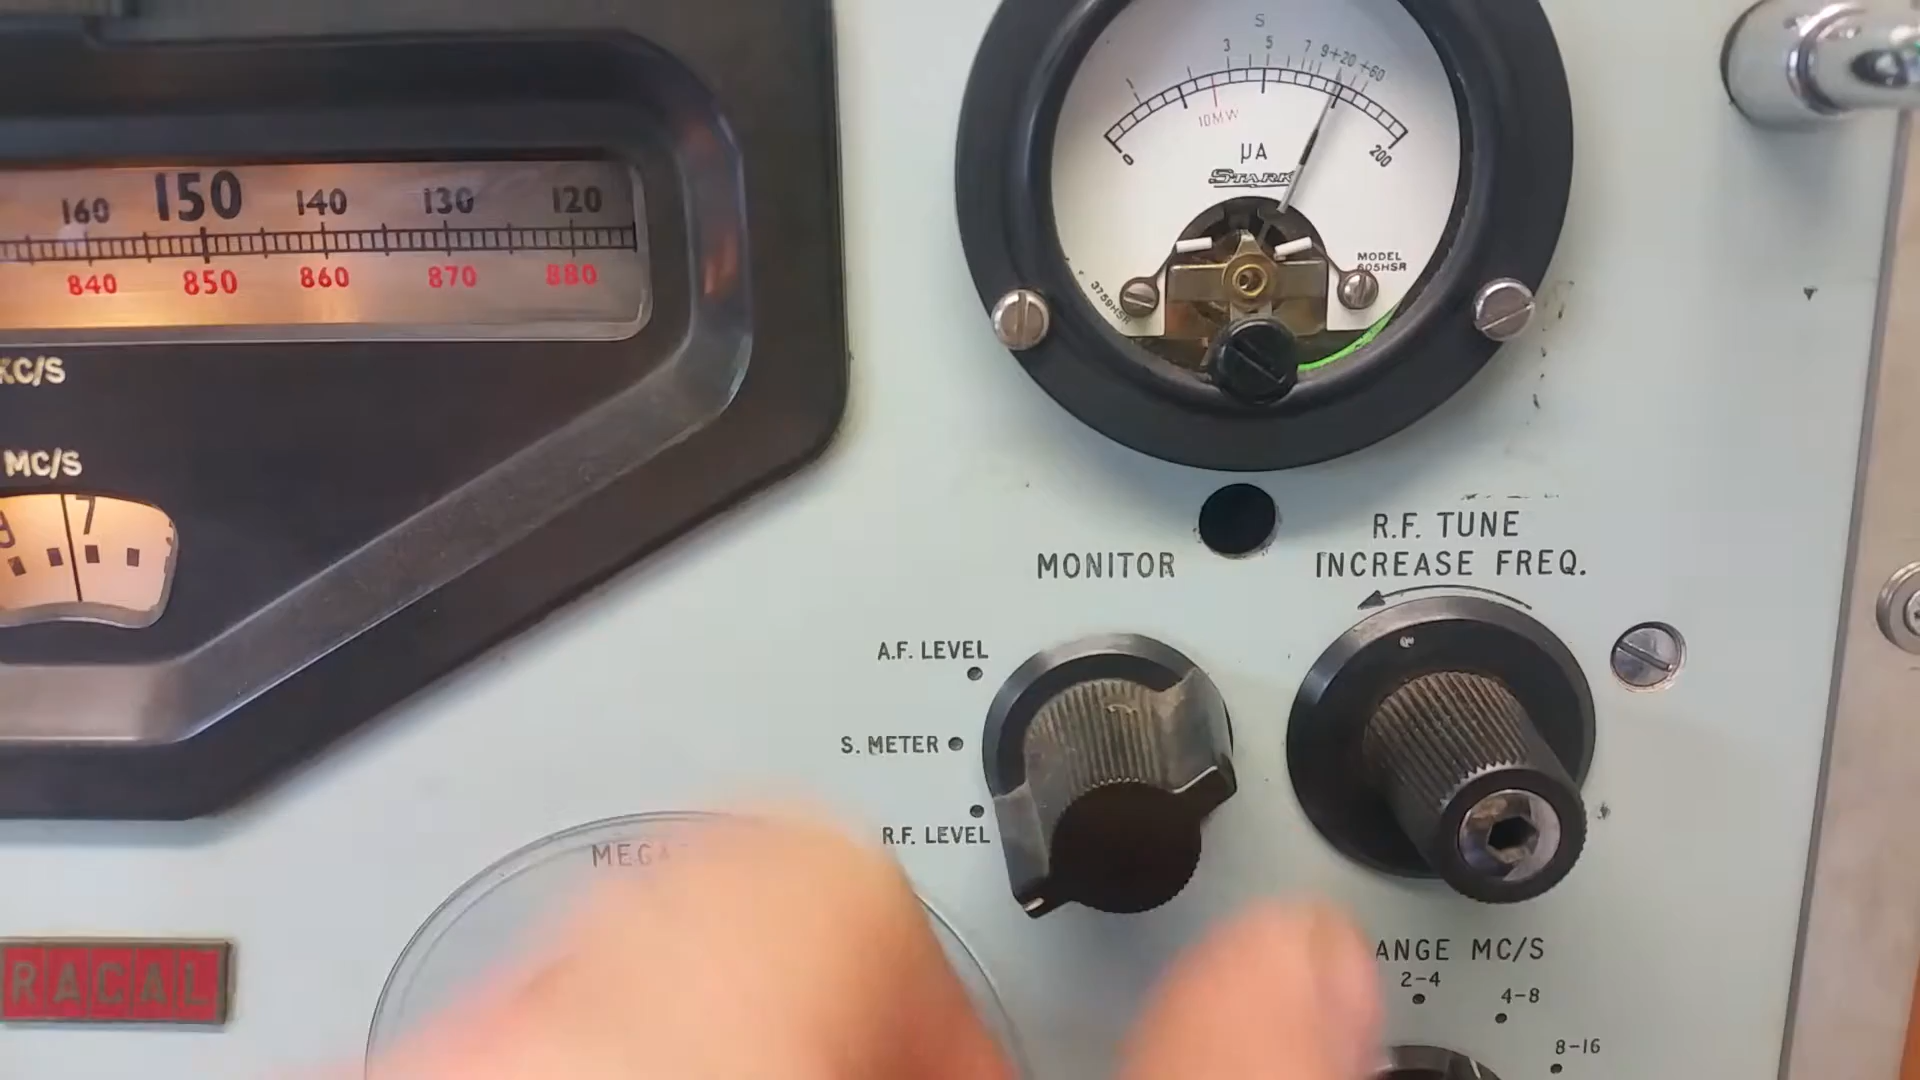 160 150 140 130 120
840 850 860 870 880
KC/S
MC/S
7
S
3 5 7 9 +20 +60
10MW
0
200
µA
STARK
MODEL
605HSR
3759HSR
MONITOR
R.F. TUNE
INCREASE FREQ.
A.F. LEVEL
S. METER
R.F. LEVEL
RACAL
MC/S
2-4
4-8
8-16